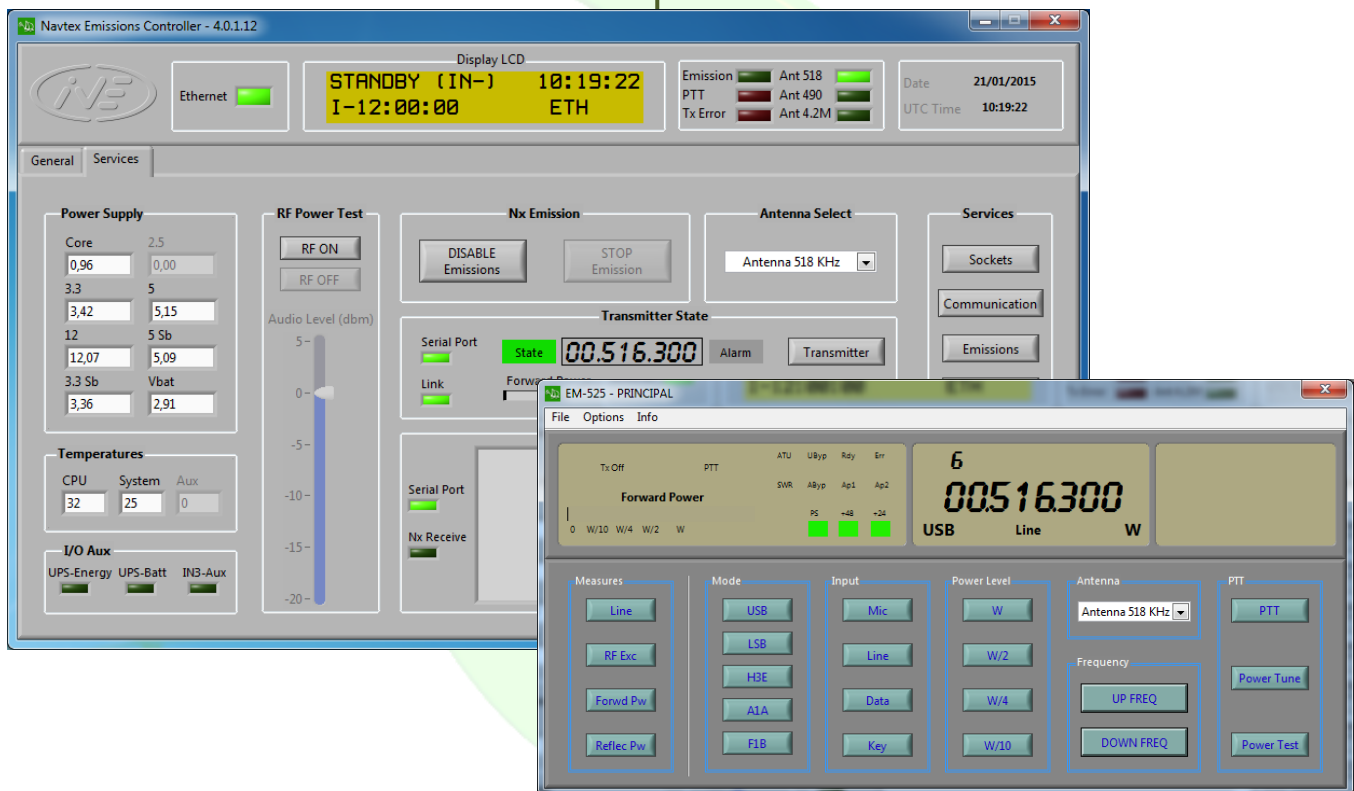 Navtex Emissions Controller - 4.0.1.12
Display LCD
Ethernet
STANDBY (IN-) 10:19:22
I-12:00:00 ETH
Emission Ant 518
PTT Ant 490
Tx Error Ant 4.2M
Date 21/01/2015
UTC Time 10:19:22
General Services
Power Supply
Core 2.5
0,96 0,00
3.3 5
3,42 5,15
12 5 Sb
12,07 5,09
3.3 Sb Vbat
3,36 2,91
Temperatures
CPU System Aux
32 25 0
I/O Aux
UPS-Energy UPS-Batt IN3-Aux
RF Power Test
RF ON
RF OFF
Audio Level (dbm)
5
0
-5
-10
-15
-20
Nx Emission
DISABLE
Emissions
STOP
Emission
Antenna Select
Antenna 518 KHz
Services
Sockets
Communication
Emissions
Transmitter State
Serial Port
State 00.516.300 Alarm Transmitter
Link
Serial Port
Nx Receive
EM-525 - PRINCIPAL
File Options Info
Tx Off PTT
ATU UByp Rdy Err
SWR AByp Ap1 Ap2
Forward Power
PS +48 +24
0 W/10 W/4 W/2 W
6
00.516.300
USB Line W
Measures
Line
RF Exc
Forwd Pw
Reflec Pw
Mode
USB
LSB
H3E
A1A
F1B
Input
Mic
Line
Data
Key
Power Level
W
W/2
W/4
W/10
Antenna
Antenna 518 KHz
Frequency
UP FREQ
DOWN FREQ
PTT
PTT
Power Tune
Power Test